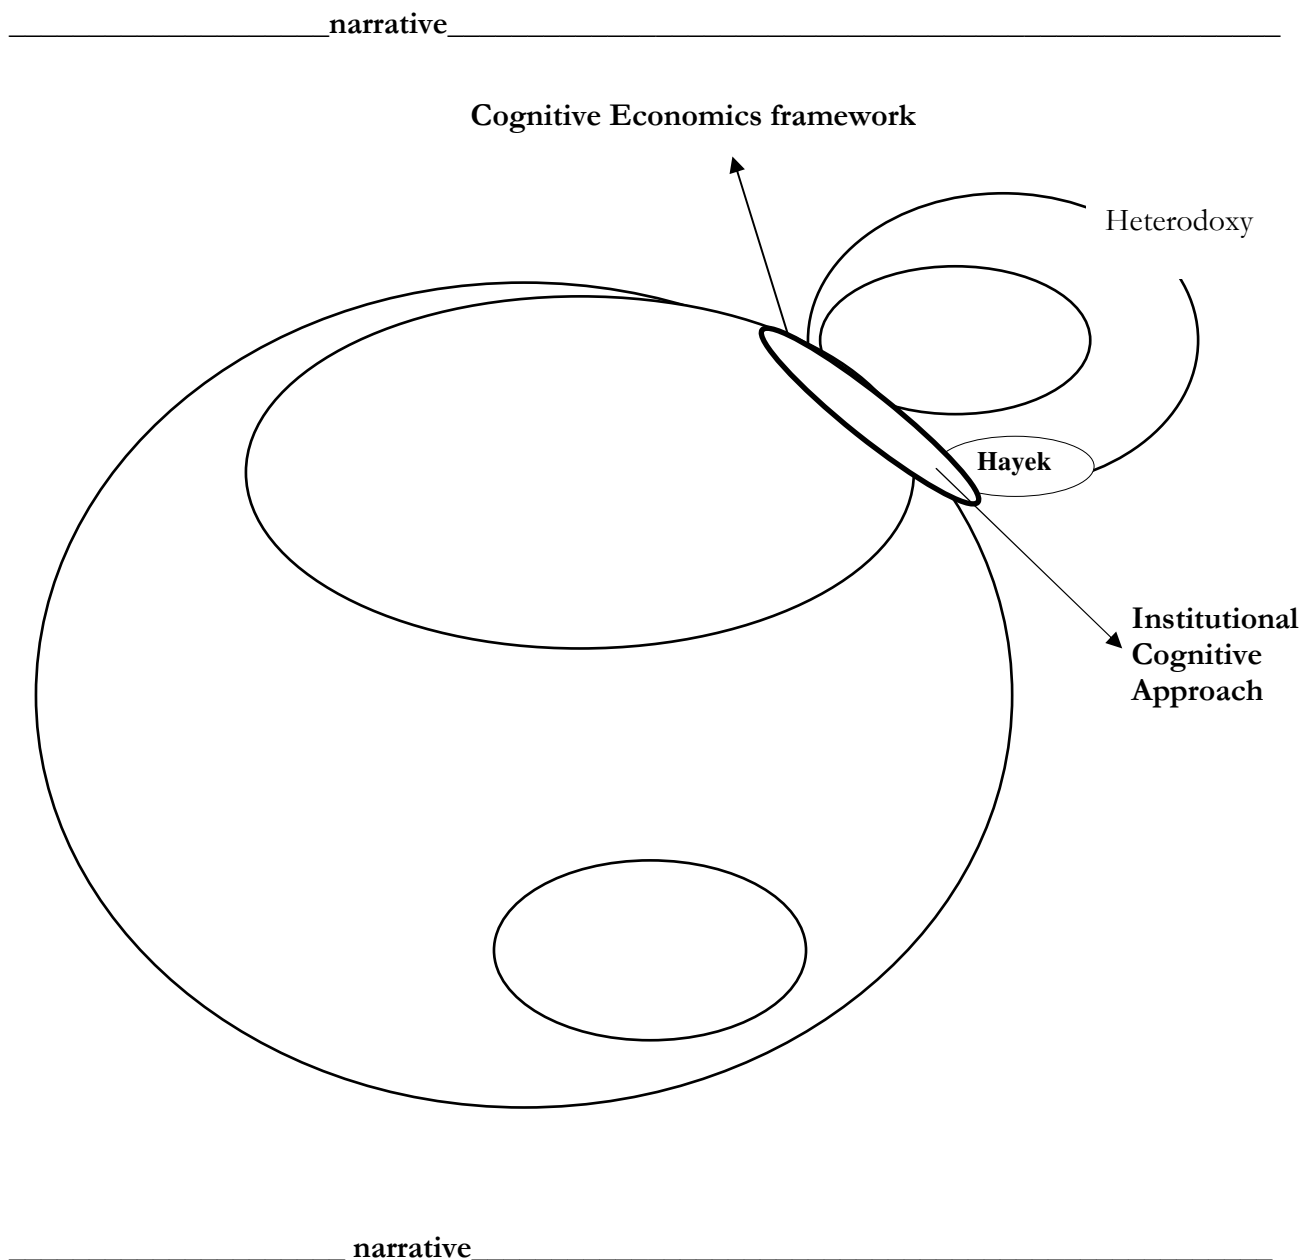 narrative
Cognitive Economics framework
Heterodoxy
Hayek
Institutional
Cognitive
Approach
narrative